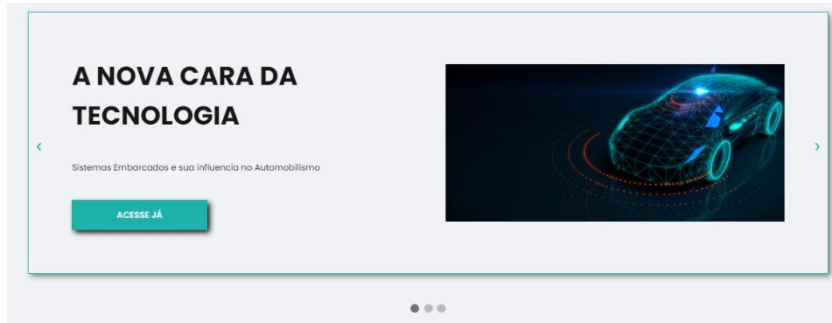 A NOVA CARA DA
TECNOLOGIA
Sistemas Embarcados e sua influencia no Automobilismo
ACESSE JÁ